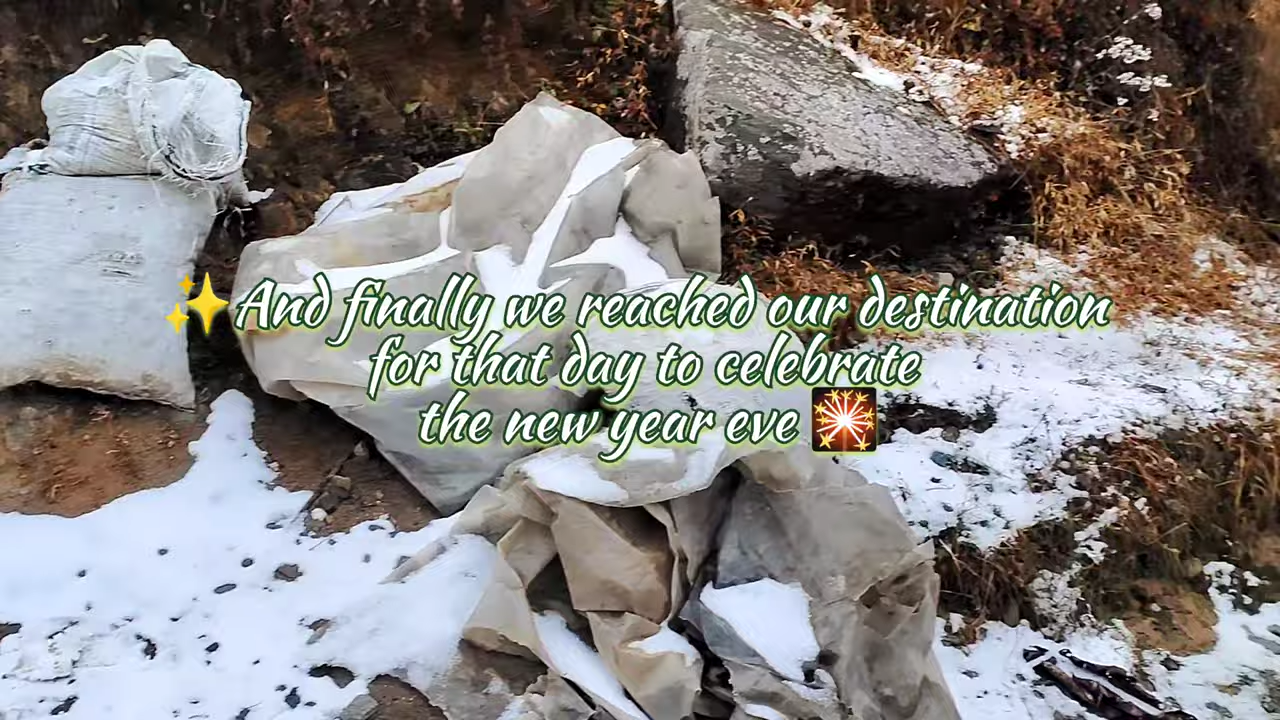 ✨And finally we reached our destination
for that day to celebrate
the new year eve 🎇